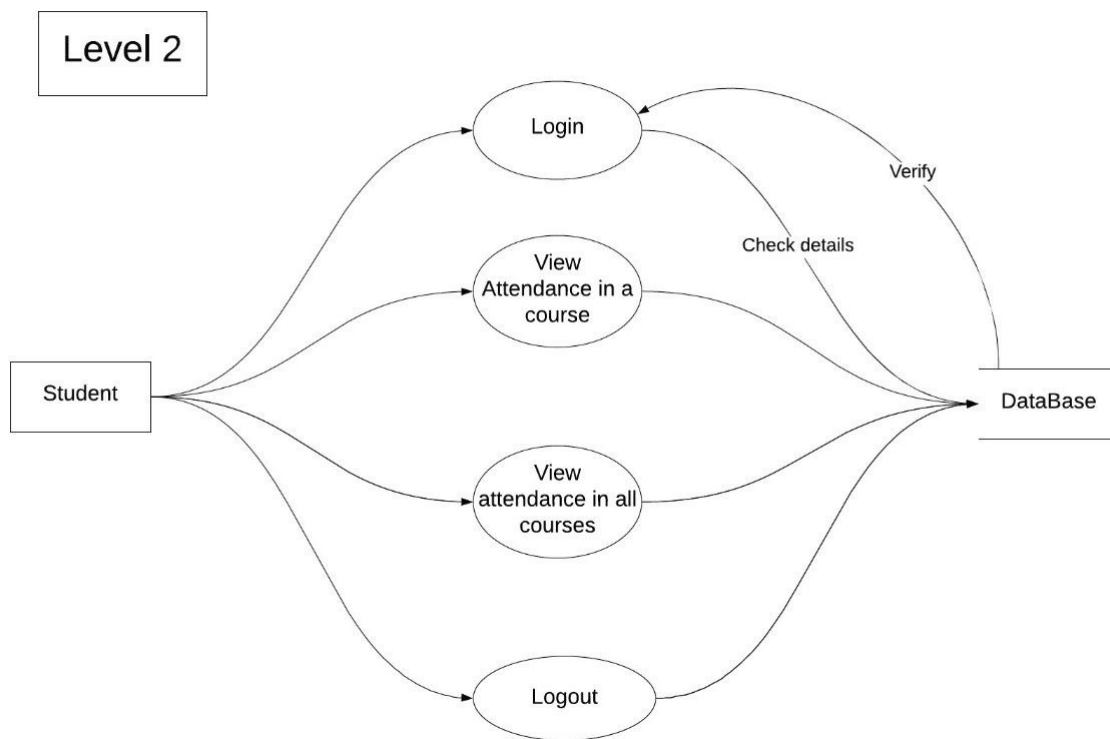 Level 2
Login
Verify
Check details
View
Attendance in a
course
Student
DataBase
View
attendance in all
courses
Logout